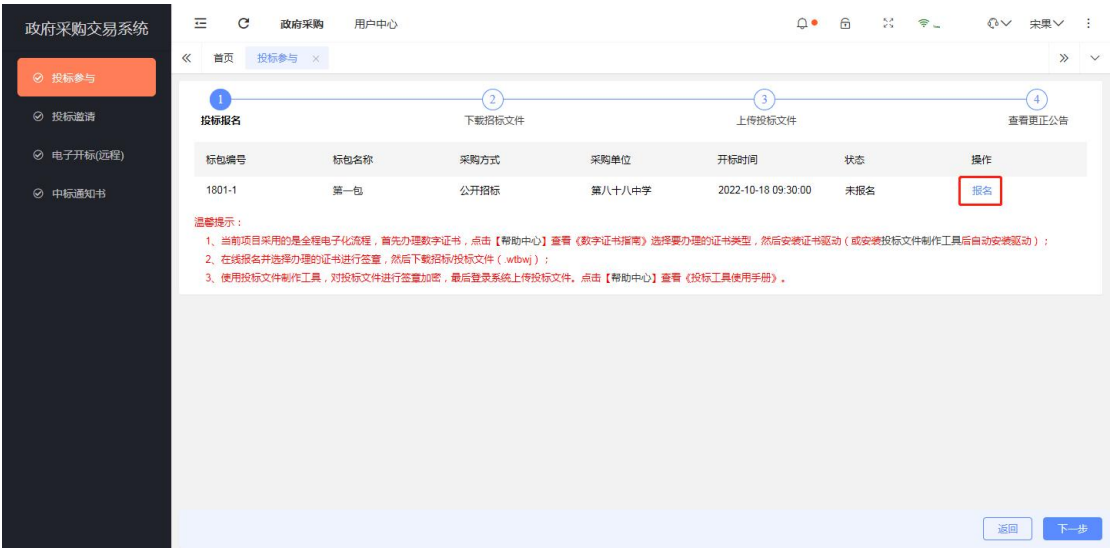 政府采购交易系统
政府采购 用户中心 宋果
首页 投标参与
投标参与
投标邀请
电子开标(远程)
中标通知书
1 2 3 4
投标报名 下载招标文件 上传投标文件 查看更正公告
标包编号 标包名称 采购方式 采购单位 开标时间 状态 操作
1801-1 第一包 公开招标 第八十八中学 2022-10-18 09:30:00 未报名 报名
温馨提示：
1、当前项目采用的是全程电子化流程，首先办理数字证书，点击【帮助中心】查看《数字证书指南》选择要办理的证书类型，然后安装证书驱动（或安装投标文件制作工具后自动安装驱动）；
2、在线报名并选择办理的证书进行签章，然后下载招标/投标文件（.wtbwj）；
3、使用投标文件制作工具，对投标文件进行签章加密，最后登录系统上传投标文件。点击【帮助中心】查看《投标工具使用手册》。
返回 下一步